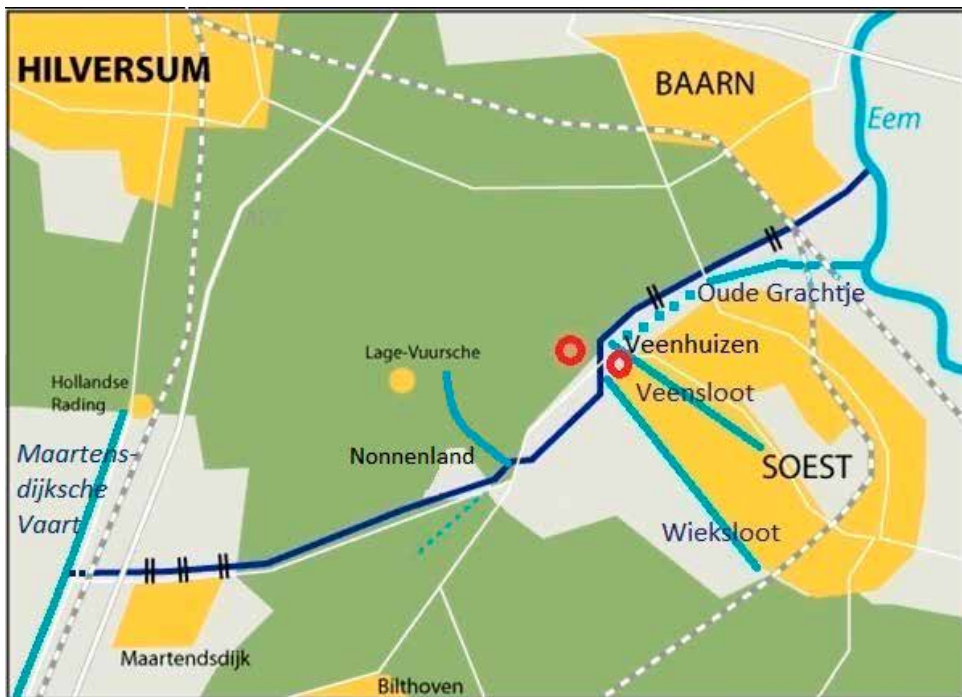 HILVERSUM
BAARN
Eem
Oude Grachtje
Lage-Vuursche
Veenhuizen
Hollandse
Rading
Veensloot
Maartens-
dijksche
Vaart
Nonnenland
SOEST
Wieksloot
Maartendsdijk
Bilthoven